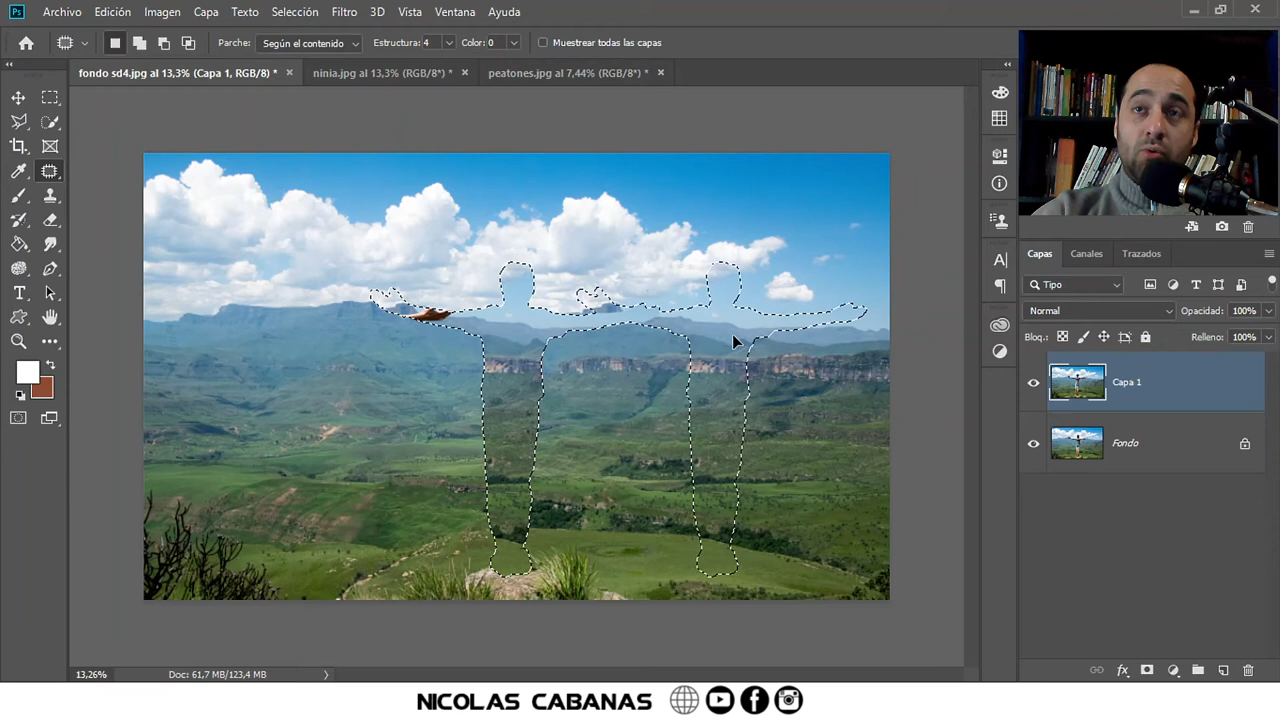 Ps Archivo Edición Imagen Capa Texto Selección Filtro 3D Vista Ventana Ayuda
Parche: Según el contenido Estructura: 4 Color: 0 Muestrear todas las capas
fondo sd4.jpg al 13,3% (Capa 1, RGB/8) * ninia.jpg al 13,3% (RGB/8*) * peatones.jpg al 7,44% (RGB/8*) *
Capas Canales Trazados
Tipo
Normal Opacidad: 100%
Bloq.: Relleno: 100%
Capa 1
Fondo
13,26% Doc: 61,7 MB/123,4 MB
NICOLAS CABANAS